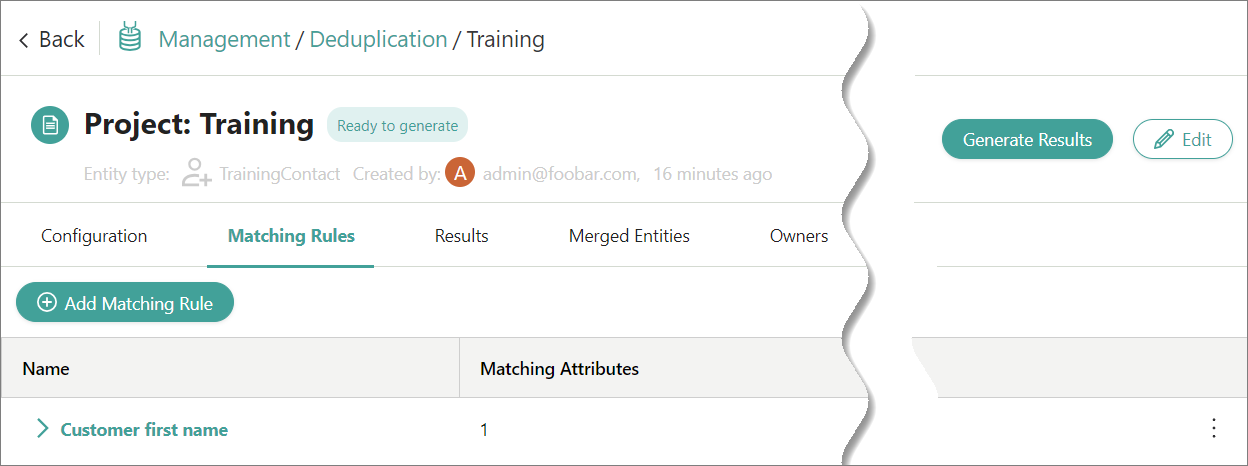 Back Management / Deduplication / Training
Project: Training Ready to generate
Generate Results Edit
Entity type: TrainingContact Created by: A admin@foobar.com, 16 minutes ago
Configuration Matching Rules Results Merged Entities Owners
Add Matching Rule
Name Matching Attributes
Customer first name 1